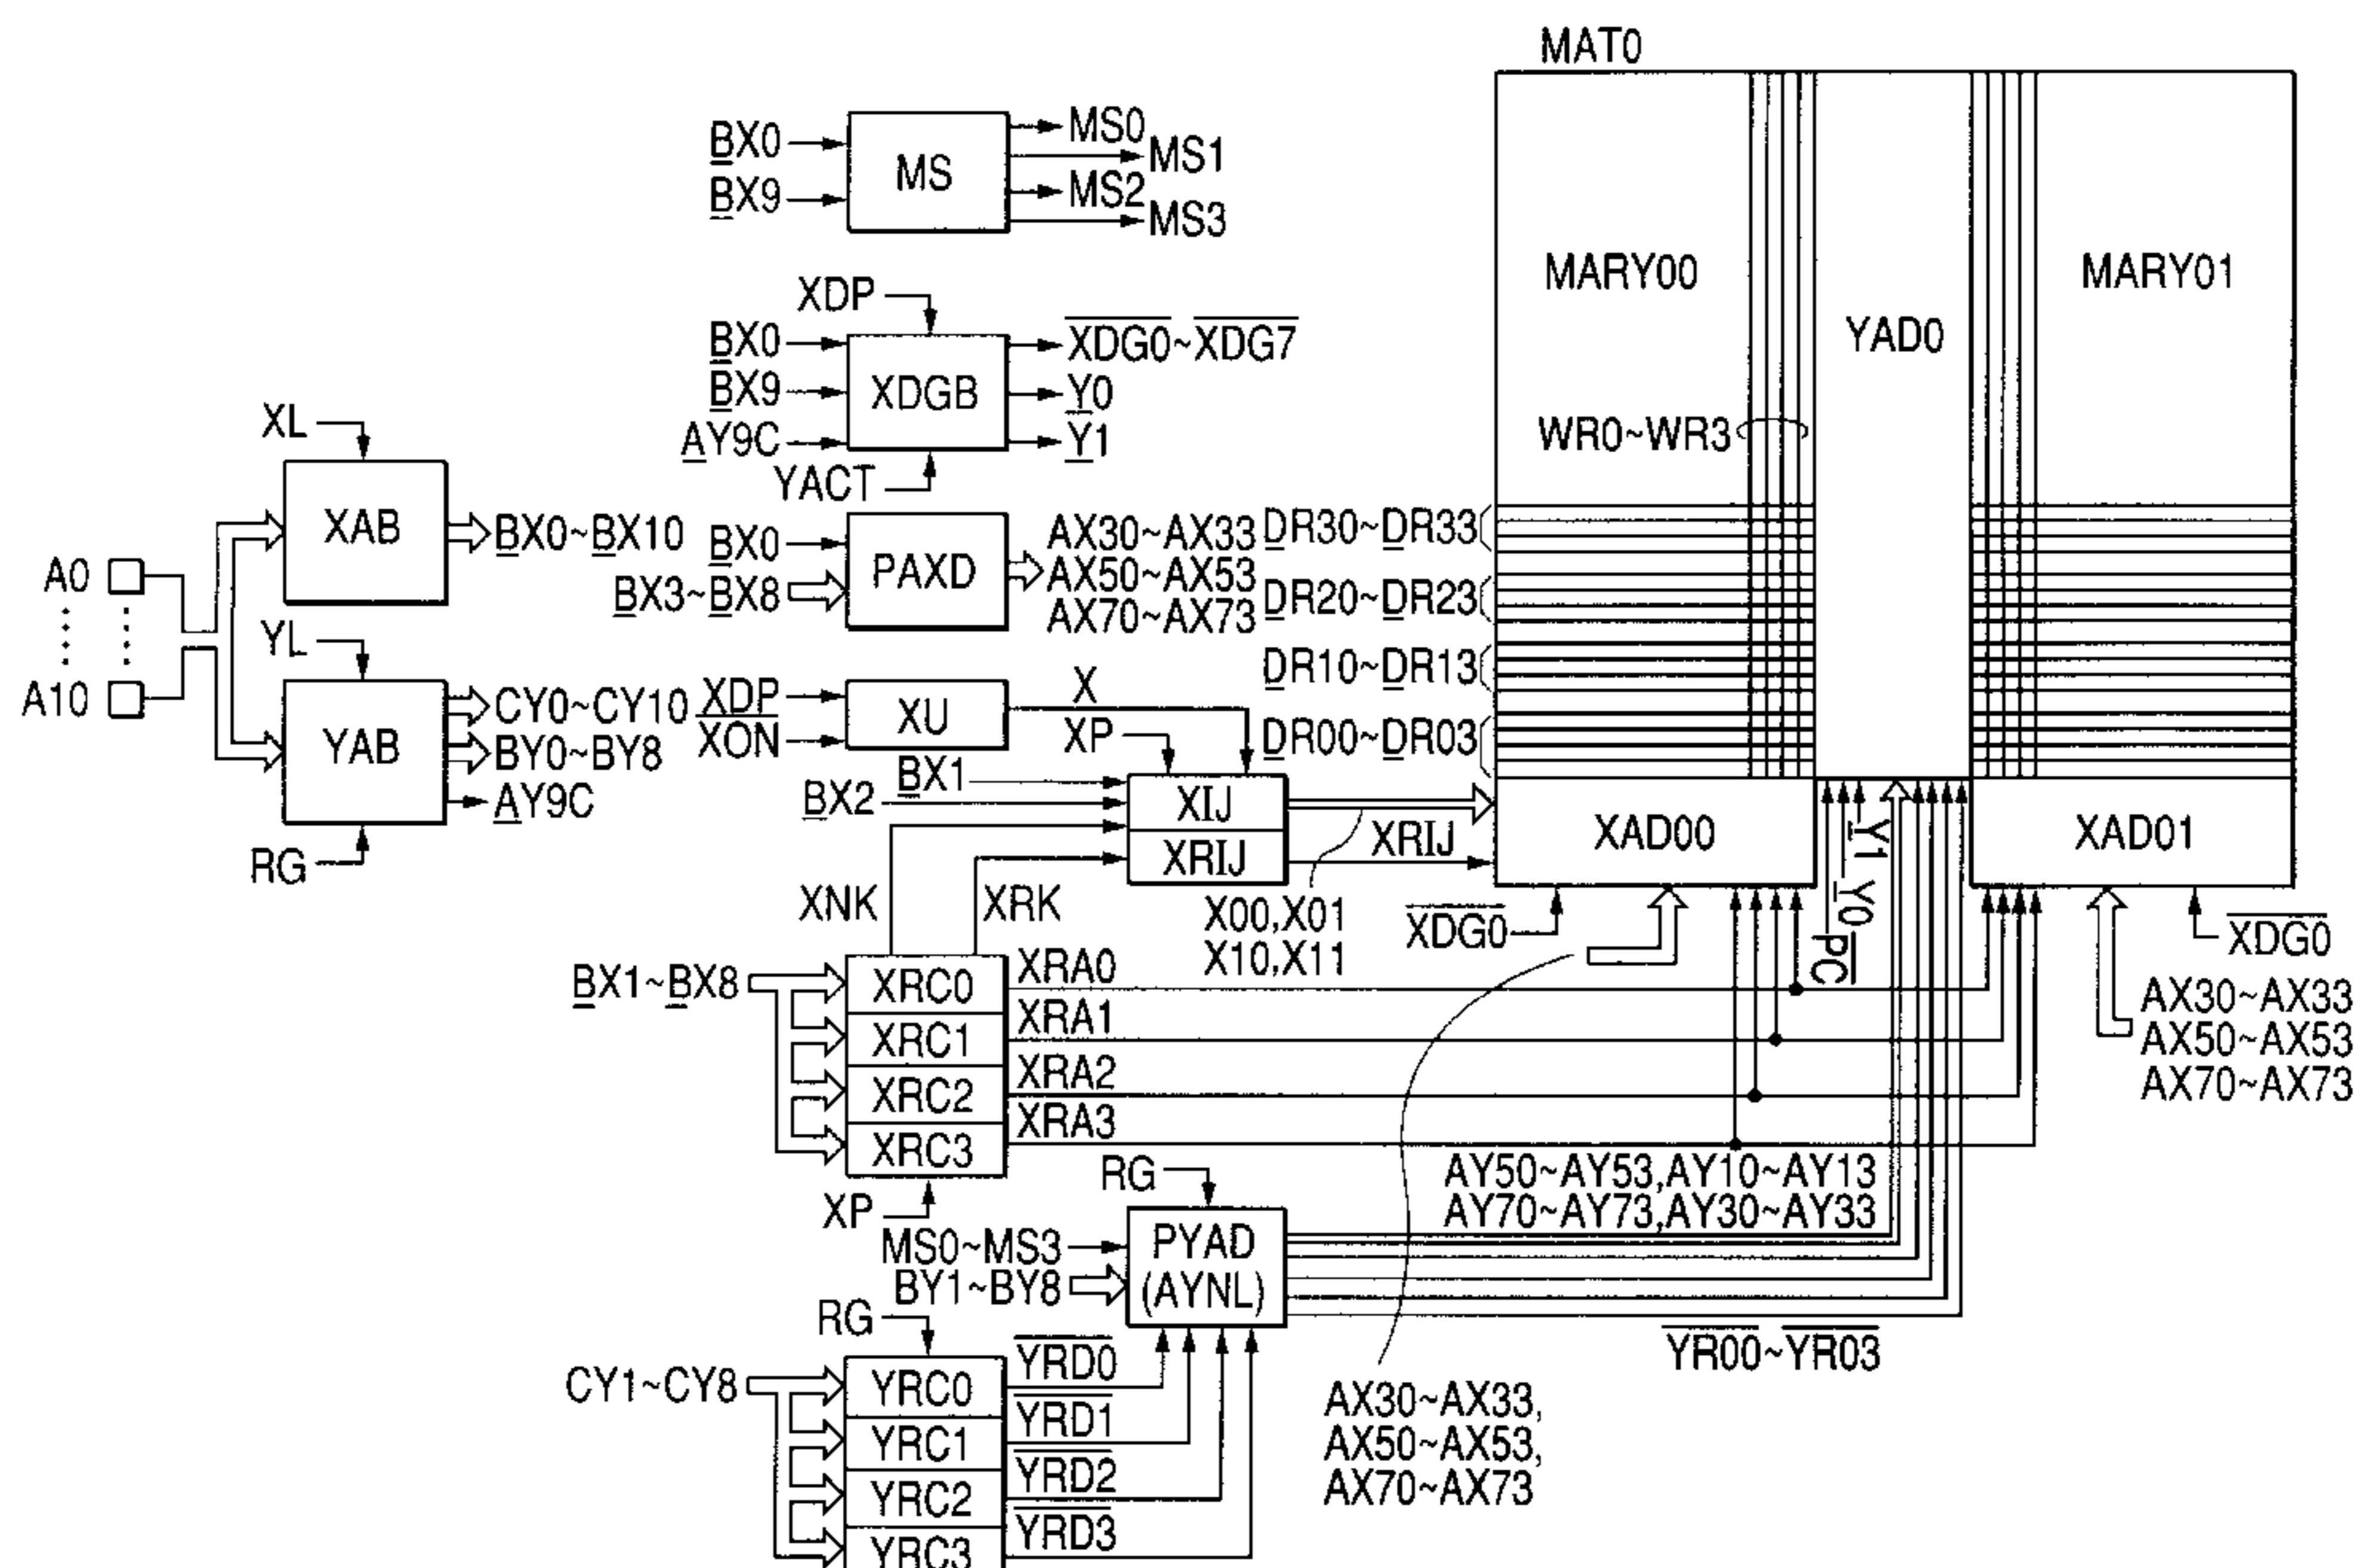 MAT0
BX0
BX9
MS
MS0
MS1
MS2
MS3
MARY00
YAD0
MARY01
WR0~WR3
XDP
BX0
BX9
AY9C
XDGB
XDG0~XDG7
Y0
Y1
YACT
XL
XAB
BX0~BX10
A0
A10
YL
YAB
CY0~CY10
BY0~BY8
AY9C
RG
BX0
BX3~BX8
PAXD
AX30~AX33
AX50~AX53
AX70~AX73
DR30~DR33
DR20~DR23
DR10~DR13
DR00~DR03
XDP
XON
XU
X
XP
BX1
BX2
XIJ
XRIJ
XRIJ
XAD00
XAD01
Y1
Y0
PC
XNK
XRK
X00,X01
X10,X11
XDG0
XDG0
BX1~BX8
XRC0
XRC1
XRC2
XRC3
XRA0
XRA1
XRA2
XRA3
XP
AX30~AX33
AX50~AX53
AX70~AX73
AY50~AY53,AY10~AY13
AY70~AY73,AY30~AY33
RG
MS0~MS3
BY1~BY8
PYAD
(AYNL)
YR00~YR03
RG
CY1~CY8
YRC0
YRC1
YRC2
YRC3
YRD0
YRD1
YRD2
YRD3
AX30~AX33,
AX50~AX53,
AX70~AX73